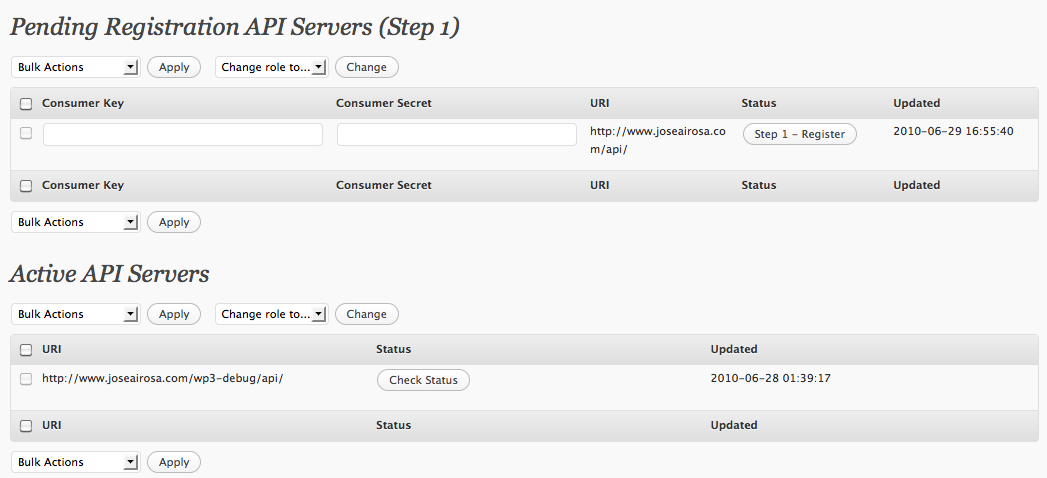 Pending Registration API Servers (Step 1)
Bulk Actions Apply Change role to... Change
Consumer Key Consumer Secret URI Status Updated
http://www.joseairosa.co Step 1 – Register 2010-06-29 16:55:40
m/api/
Consumer Key Consumer Secret URI Status Updated
Bulk Actions Apply
Active API Servers
Bulk Actions Apply Change role to... Change
URI Status Updated
http://www.joseairosa.com/wp3-debug/api/ Check Status 2010-06-28 01:39:17
URI Status Updated
Bulk Actions Apply